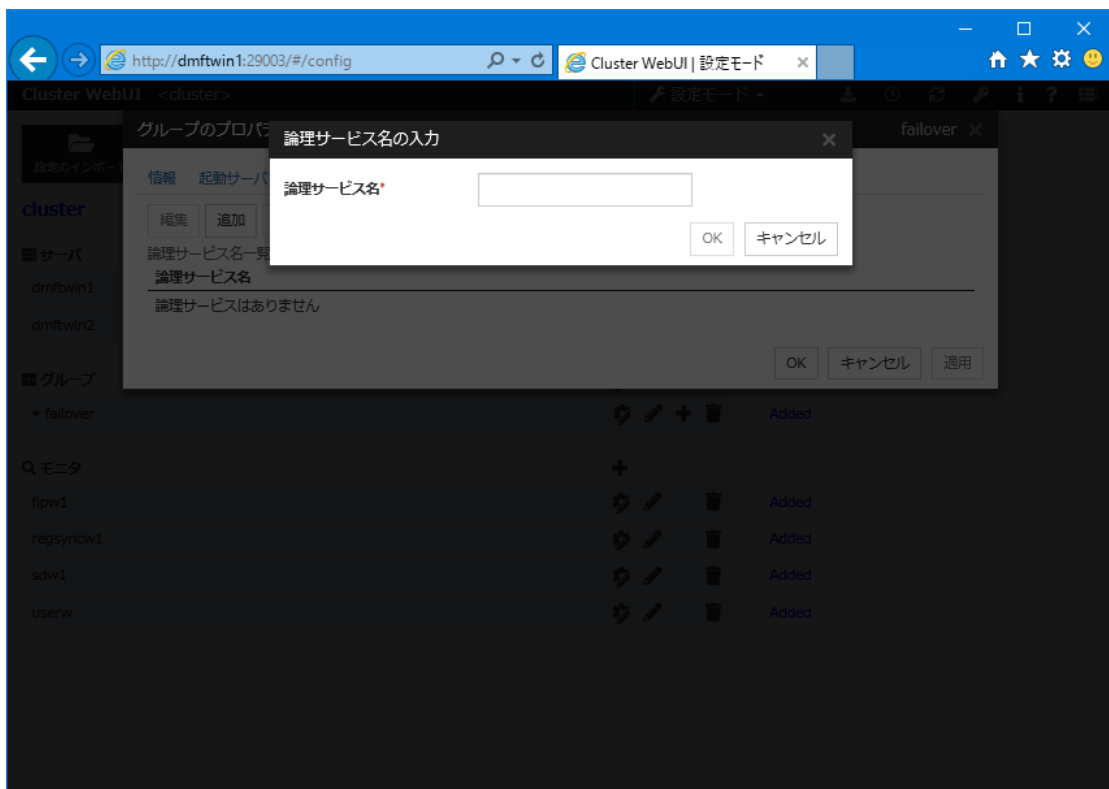 http://dmftwin1:29003/#/config
Cluster WebUI | 設定モード
Cluster WebUI <cluster> 設定モード
グループのプロパテ failover
論理サービス名の入力
設定のインポート
情報 起動サーバ
論理サービス名*
cluster
編集 追加
OK キャンセル
サーバ
論理サービス名一覧
論理サービス名
dmftwin1
論理サービスはありません
dmftwin2
OK キャンセル 適用
グループ
failover Added
モニタ
fipw1 Added
regsyncw1 Added
sdw1 Added
userw Added